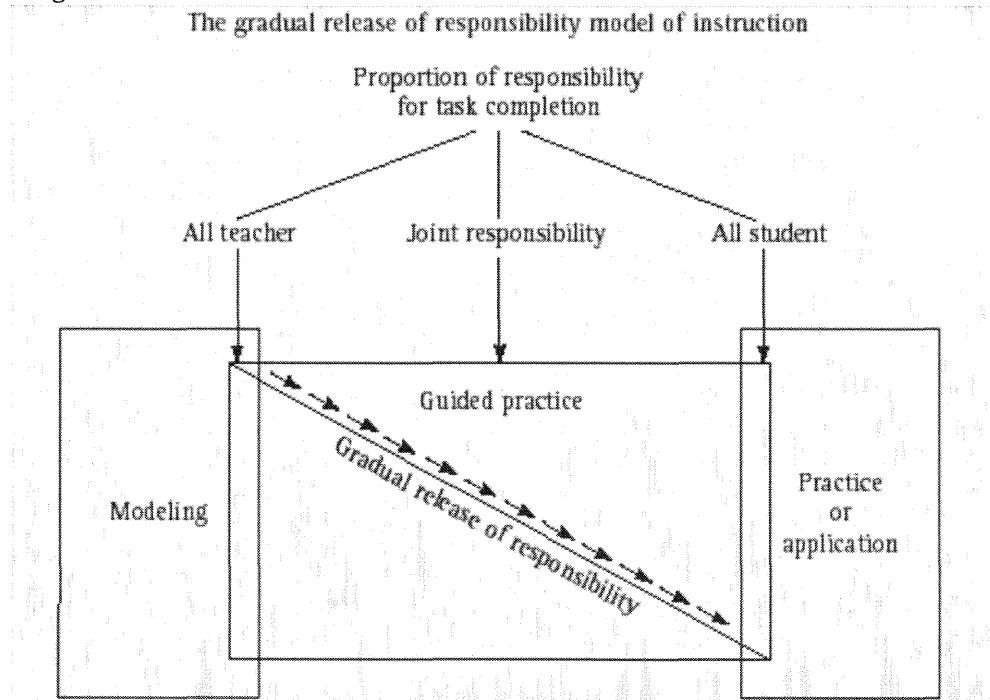 The gradual release of responsibility model of instruction
Proportion of responsibility
for task completion
All teacher
Joint responsibility
All student
Guided practice
Gradual release of responsibility
Modeling
Practice
or
application